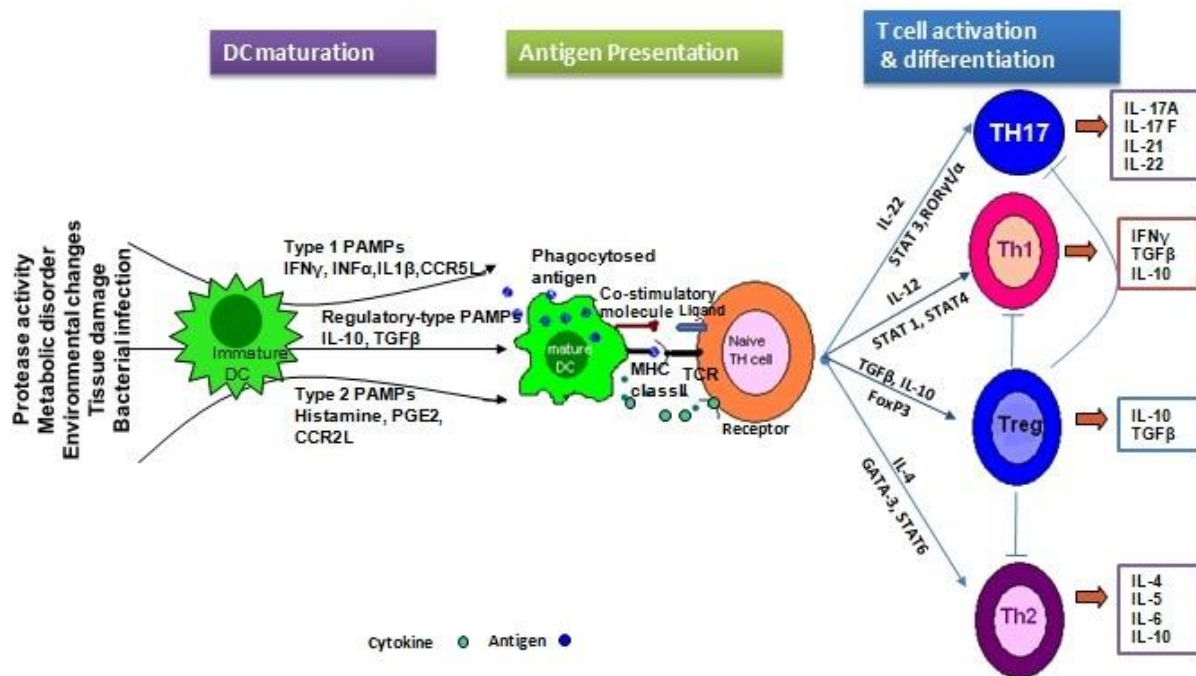 DC maturation
Antigen Presentation
T cell activation
& differentiation
Protease activity
Metabolic disorder
Environmental changes
Tissue damage
Bacterial infection
Immature
DC
Type 1 PAMPs
IFNγ, INFα,IL1β,CCR5L
Regulatory-type PAMPs
IL-10, TGFβ
Type 2 PAMPs
Histamine, PGE2,
CCR2L
Phagocytosed
antigen
mature
DC
Co-stimulatory
molecule
Ligand
MHC
classII
TCR
Naive
TH cell
Receptor
IL-22
STAT 3,RORγt/α
IL-12
STAT 1, STAT4
TGFβ, IL-10
FoxP3
IL-4
GATA-3, STAT6
TH17
IL- 17A
IL-17 F
IL-21
IL-22
Th1
IFNγ
TGFβ
IL-10
Treg
IL-10
TGFβ
Th2
IL-4
IL-5
IL-6
IL-10
Cytokine
Antigen